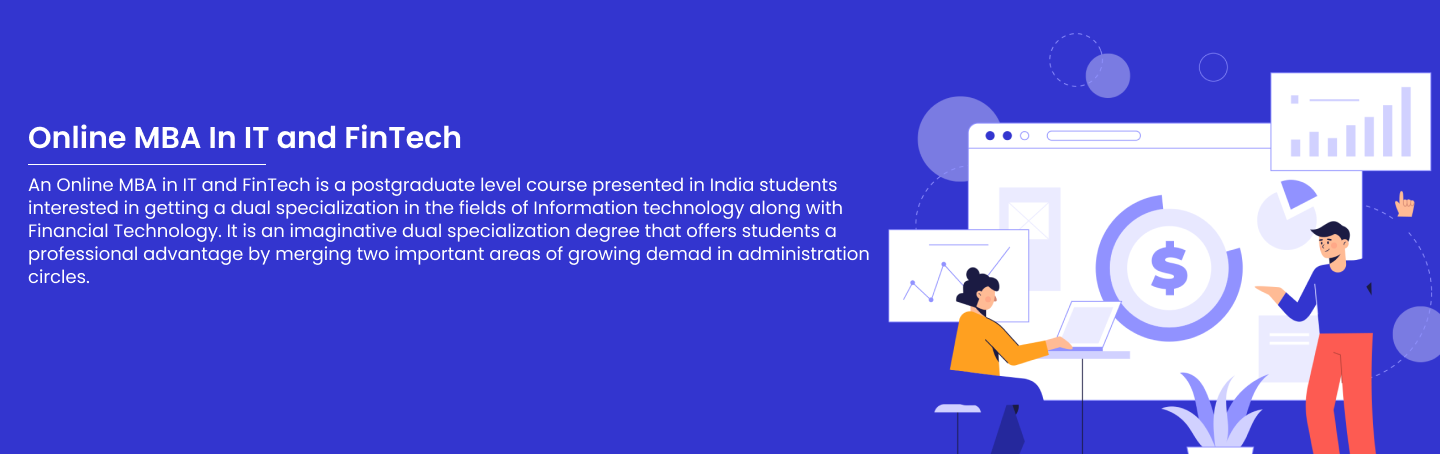 Online MBA In IT and FinTech
An Online MBA in IT and FinTech is a postgraduate level course presented in India students
interested in getting a dual specialization in the fields of Information technology along with
Financial Technology. It is an imaginative dual specialization degree that offers students a
professional advantage by merging two important areas of growing demad in administration
circles.
$